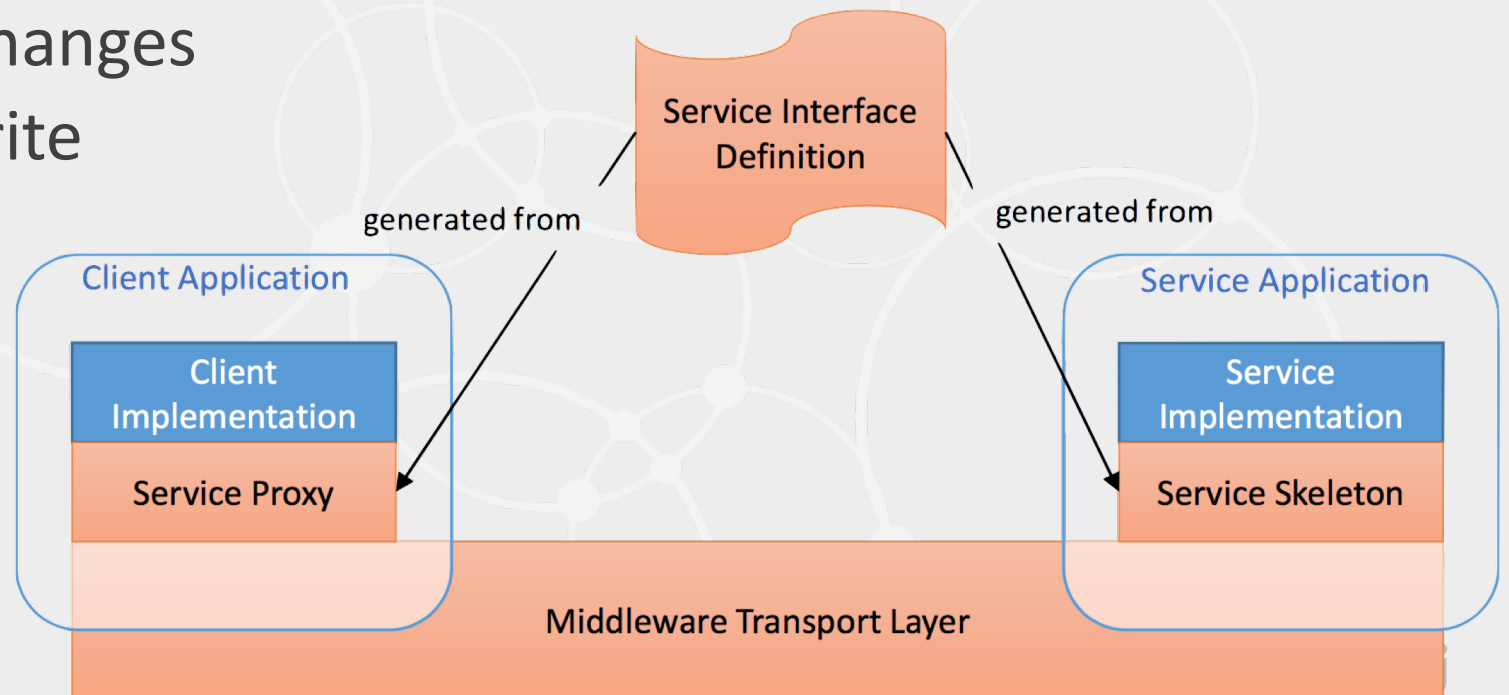 hanges
rite
Service Interface
Definition
generated from
generated from
Client Application
Service Application
Client
Implementation
Service
Implementation
Service Proxy
Service Skeleton
Middleware Transport Layer